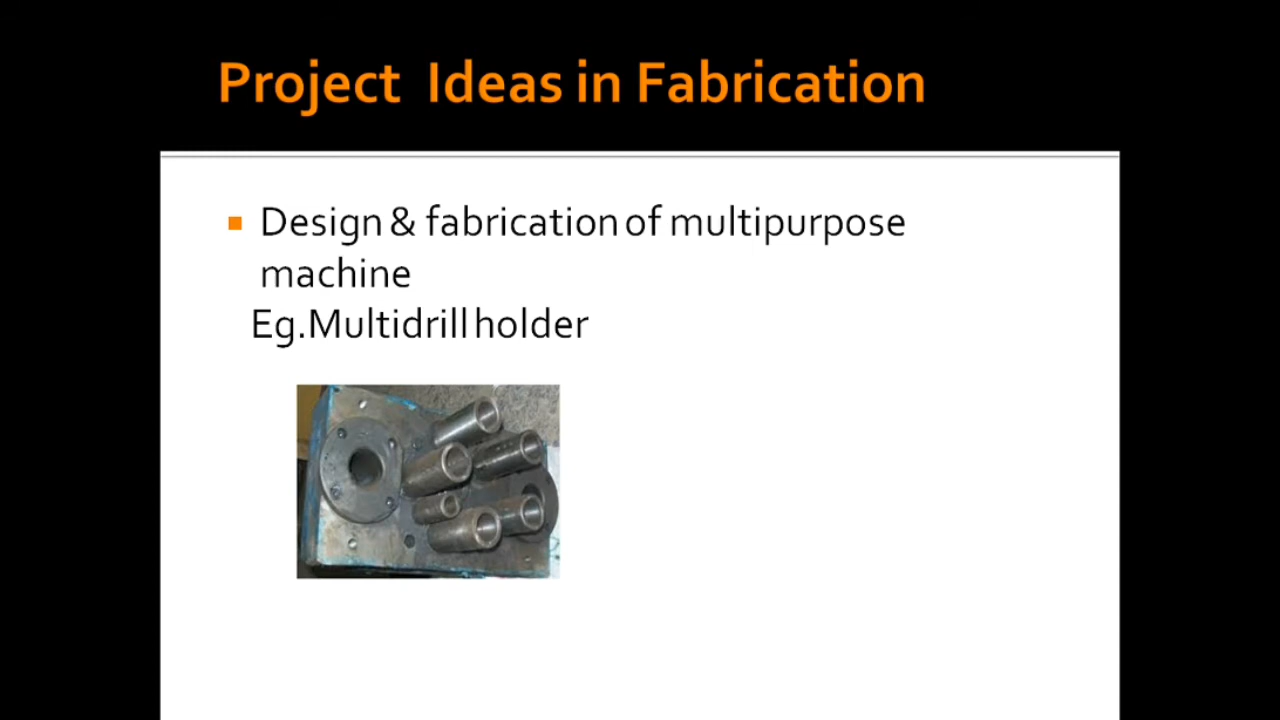 Project Ideas in Fabrication
Design & fabrication of multipurpose
machine
Eg.Multidrill holder